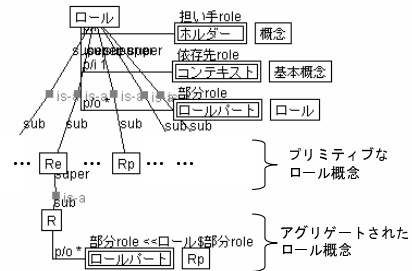 ロール
担い手role
ホルダー 概念
p/i 1
依存先role
コンテキスト 基本概念
部分role
p/o *
ロールパート ロール
is-a is-a is-a is-a
sub sub sub sub sub
… Re … Rp … …
プリミティブな
ロール概念
super
is-a
sub
R
アグリゲートされた
ロール概念
部分role <<ロール$部分role
p/o *
ロールパート Rp